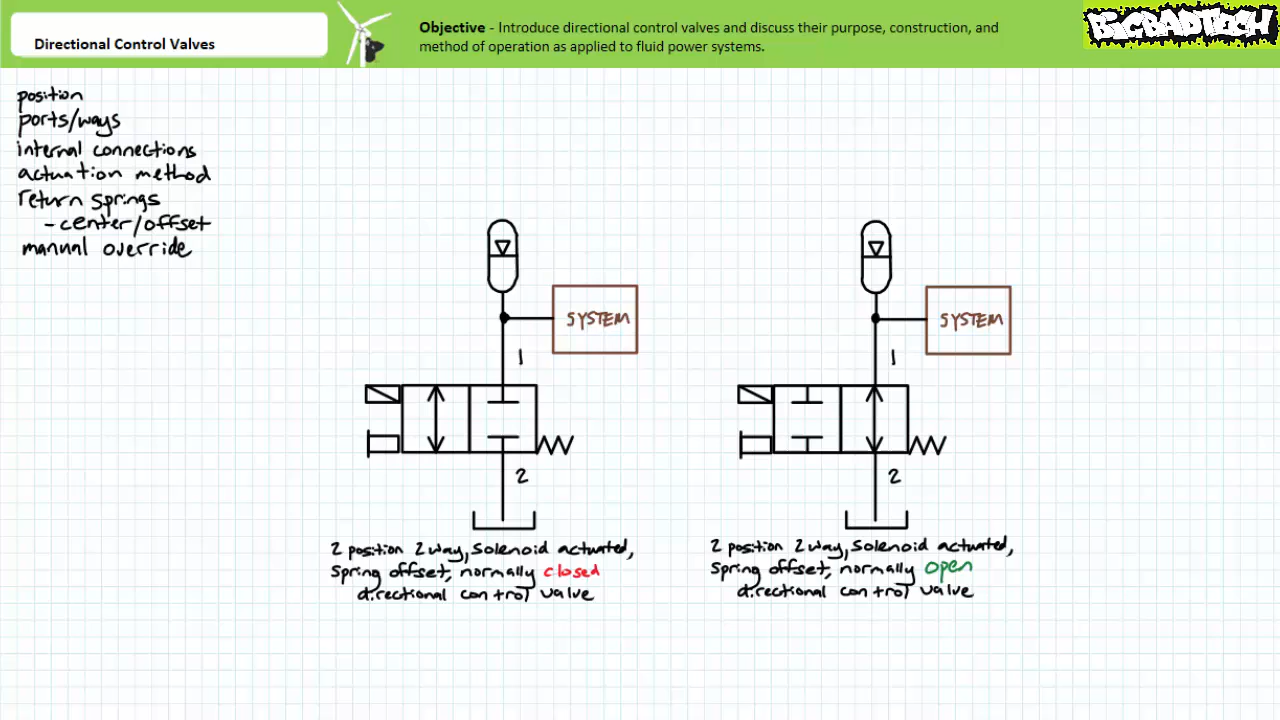 Directional Control Valves
Objective - Introduce directional control valves and discuss their purpose, construction, and
method of operation as applied to fluid power systems.
BIGBADTECH
position
ports/ways
internal connections
actuation method
return springs
- center/offset
manual override
SYSTEM
1
2
2 position 2 way, solenoid actuated,
spring offset, normally closed
directional control valve
SYSTEM
1
2
2 position 2 way, solenoid actuated,
spring offset, normally open
directional control valve